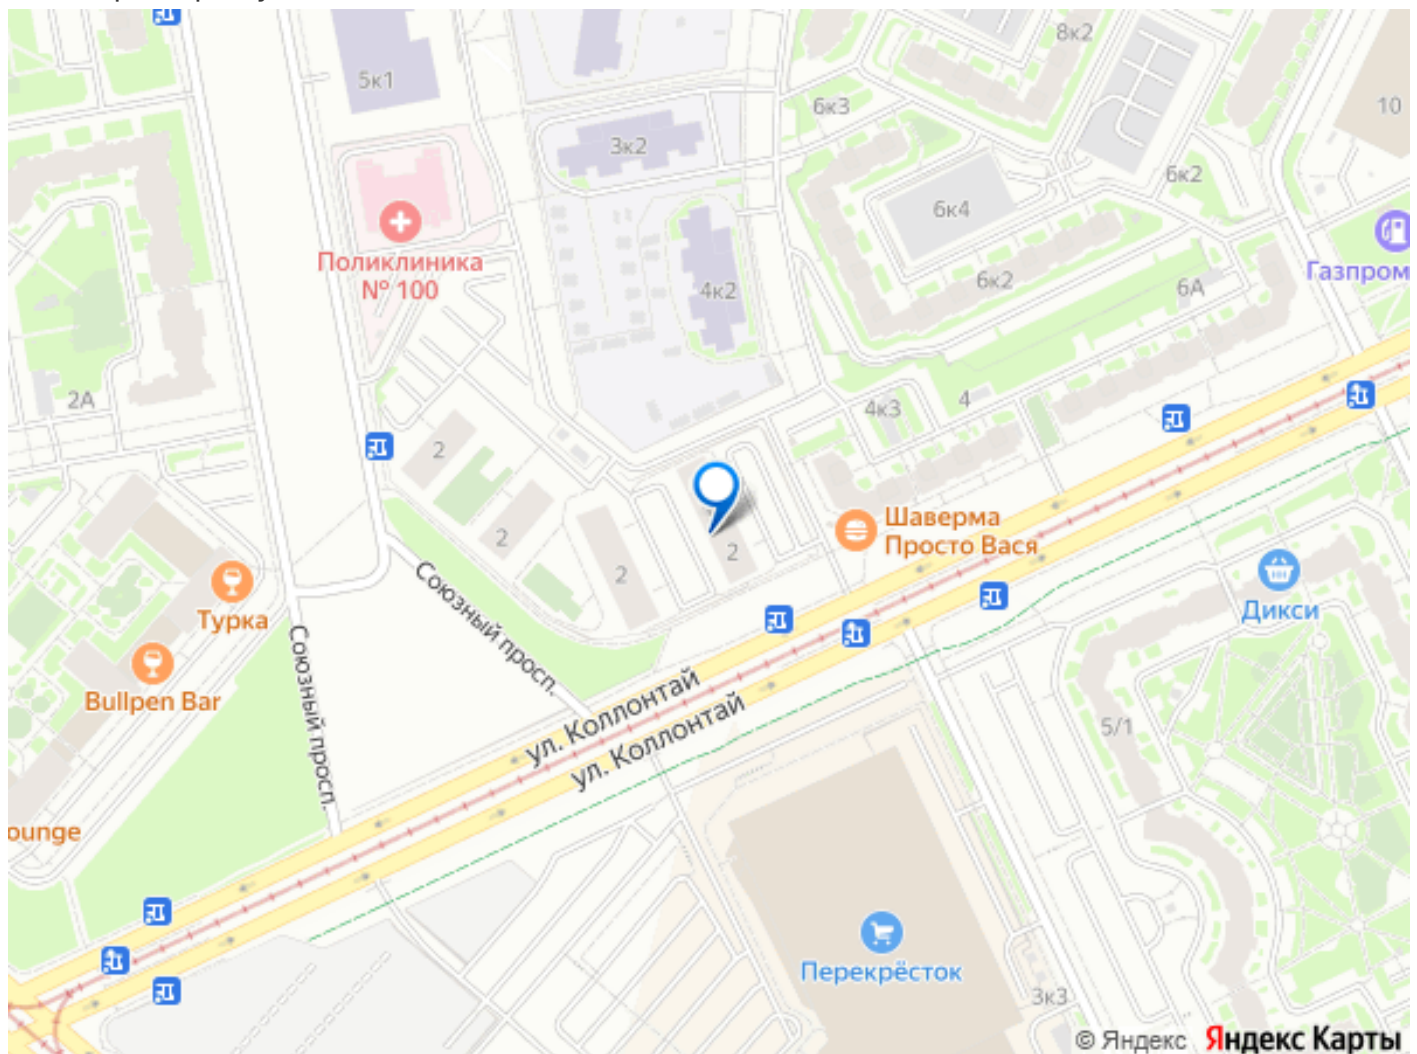 5к1
8к2
6к3
10
3к2
6к2
6к4
Поликлиника
№ 100
Газпром
6к2
6А
4к2
2А
4к3
4
2
Шаверма
Просто Вася
2
2
2
Дикси
Турка
Союзный просп.
Союзный просп.
Bullpen Bar
ул. Коллонтай
ул. Коллонтай
5/1
ounge
Перекрёсток
3к3
© Яндекс Яндекс Карты